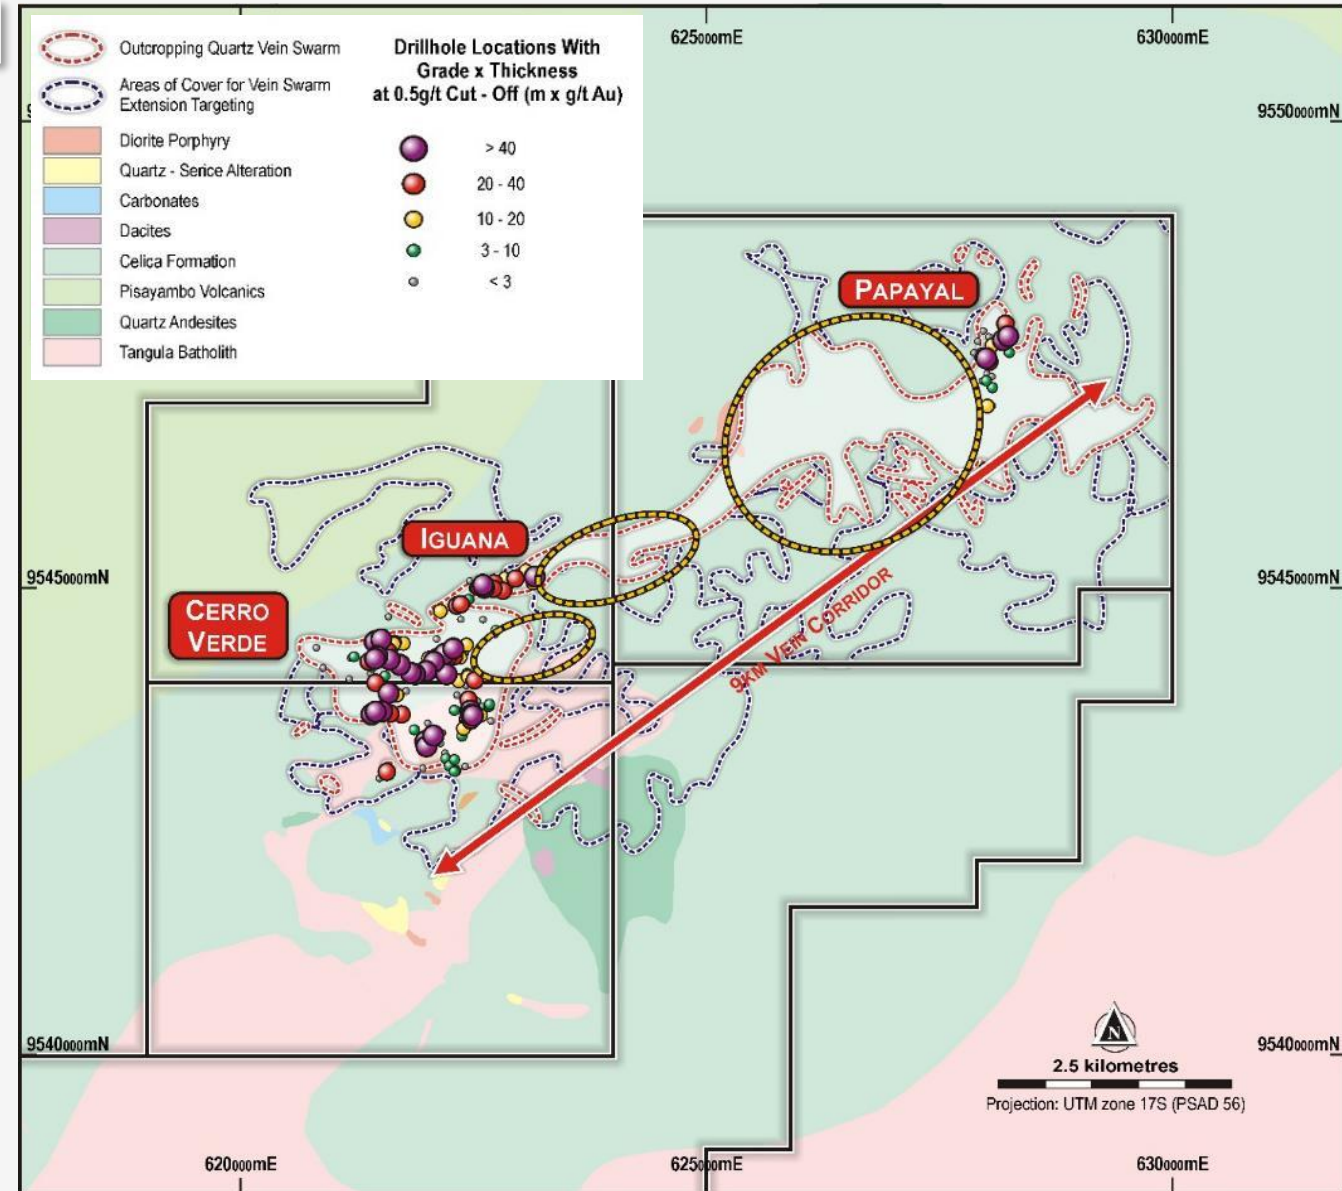 Outcropping Quartz Vein Swarm
Areas of Cover for Vein Swarm
Extension Targeting
Diorite Porphyry
Quartz - Serice Alteration
Carbonates
Dacites
Celica Formation
Pisayambo Volcanics
Quartz Andesites
Tangula Batholith
Drillhole Locations With
Grade x Thickness
at 0.5g/t Cut - Off (m x g/t Au)
> 40
20 - 40
10 - 20
3 - 10
< 3
625000mE
630000mE
9550000mN
PAPAYAL
IGUANA
9545000mN
9545000mN
CERRO
VERDE
9KM VEIN CORRIDOR
N
2.5 kilometres
Projection: UTM zone 17S (PSAD 56)
9540000mN
9540000mN
620000mE
625000mE
630000mE